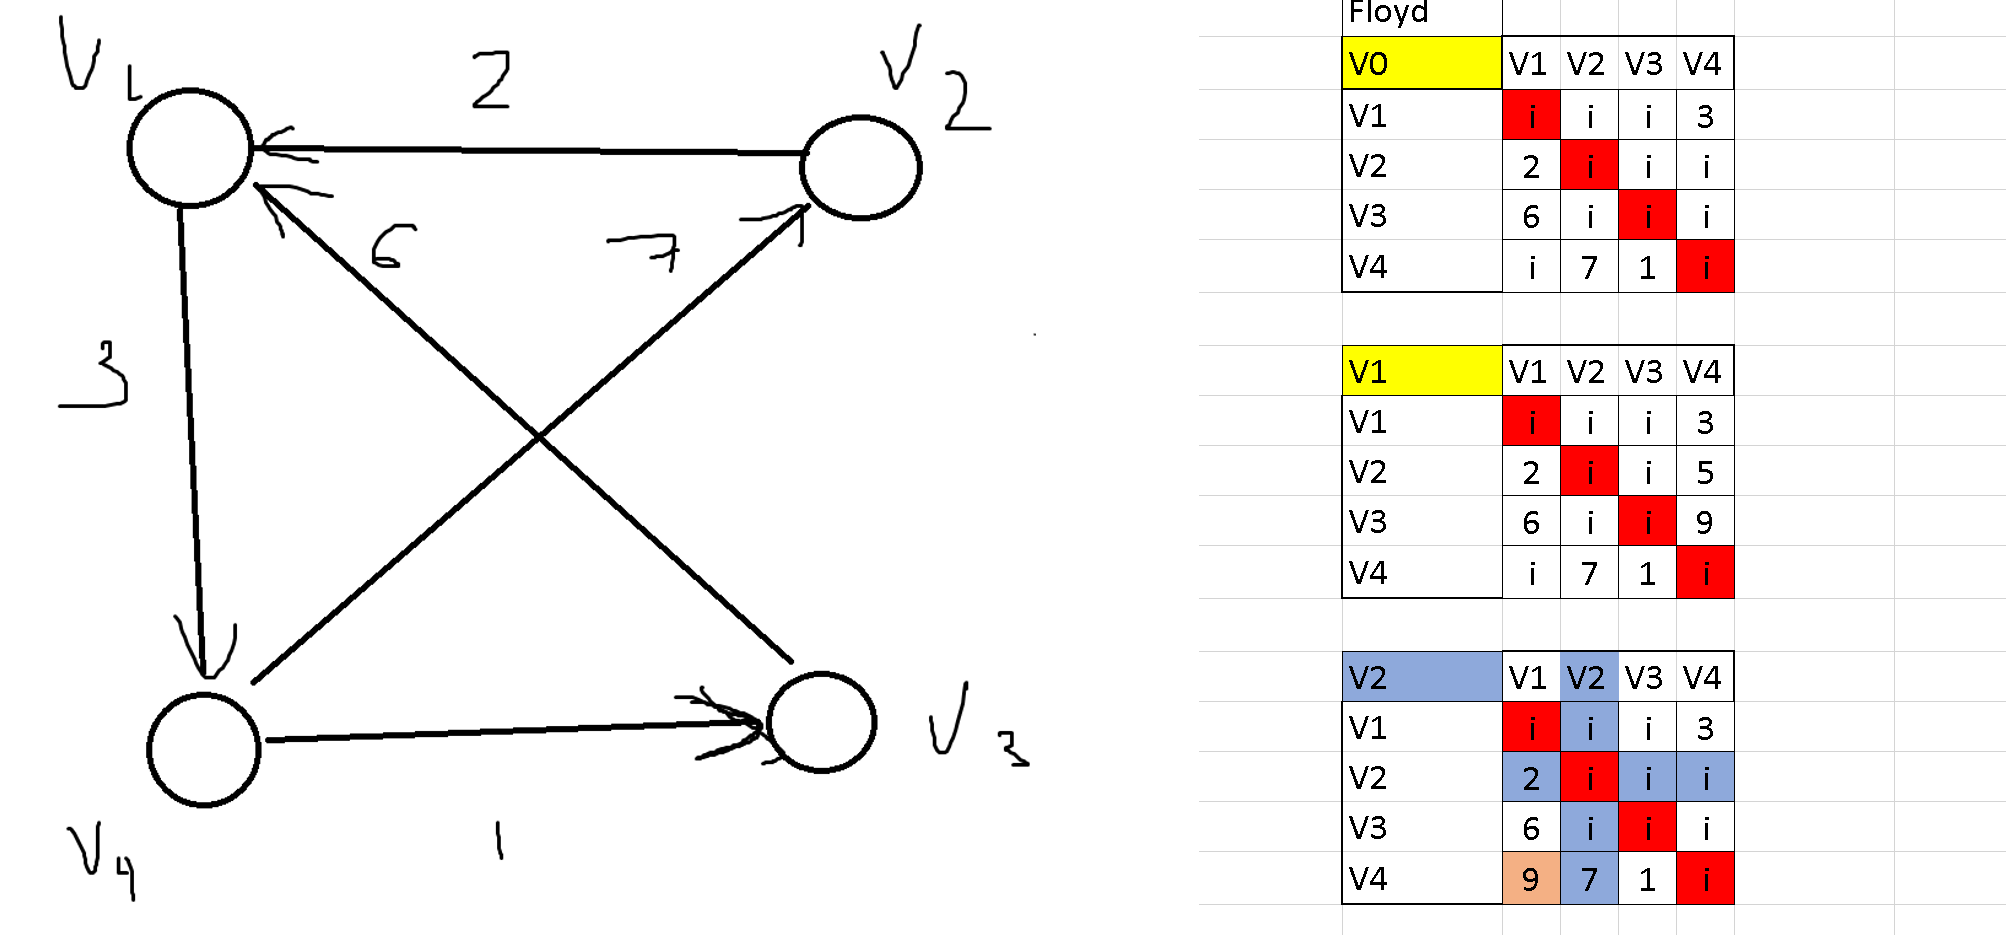 V1
2
V2
6
7
3
V3
V4
1
Floyd
V0 V1 V2 V3 V4
V1 i i i 3
V2 2 i i i
V3 6 i i i
V4 i 7 1 i
V1 V1 V2 V3 V4
V1 i i i 3
V2 2 i i 5
V3 6 i i 9
V4 i 7 1 i
V2 V1 V2 V3 V4
V1 i i i 3
V2 2 i i i
V3 6 i i i
V4 9 7 1 i